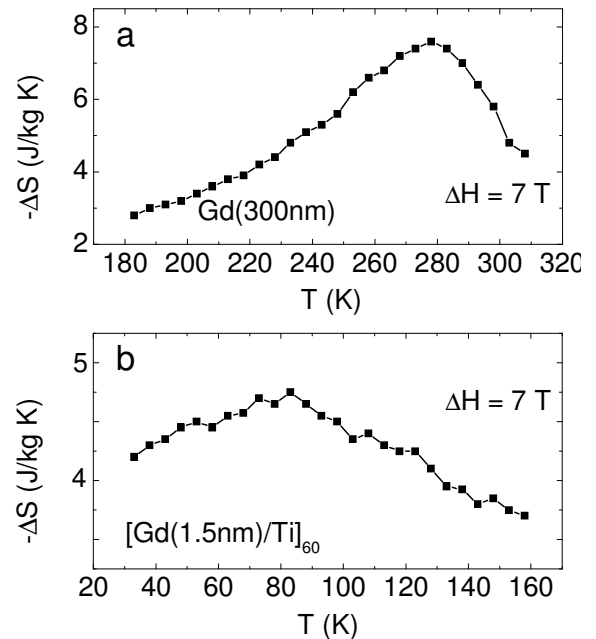 a
8
6
4
2
-ΔS (J/kg K)
Gd(300nm)
ΔH = 7 T
180 200 220 240 260 280 300 320
T (K)
b
5
4
-ΔS (J/kg K)
ΔH = 7 T
[Gd(1.5nm)/Ti]60
20 40 60 80 100 120 140 160
T (K)